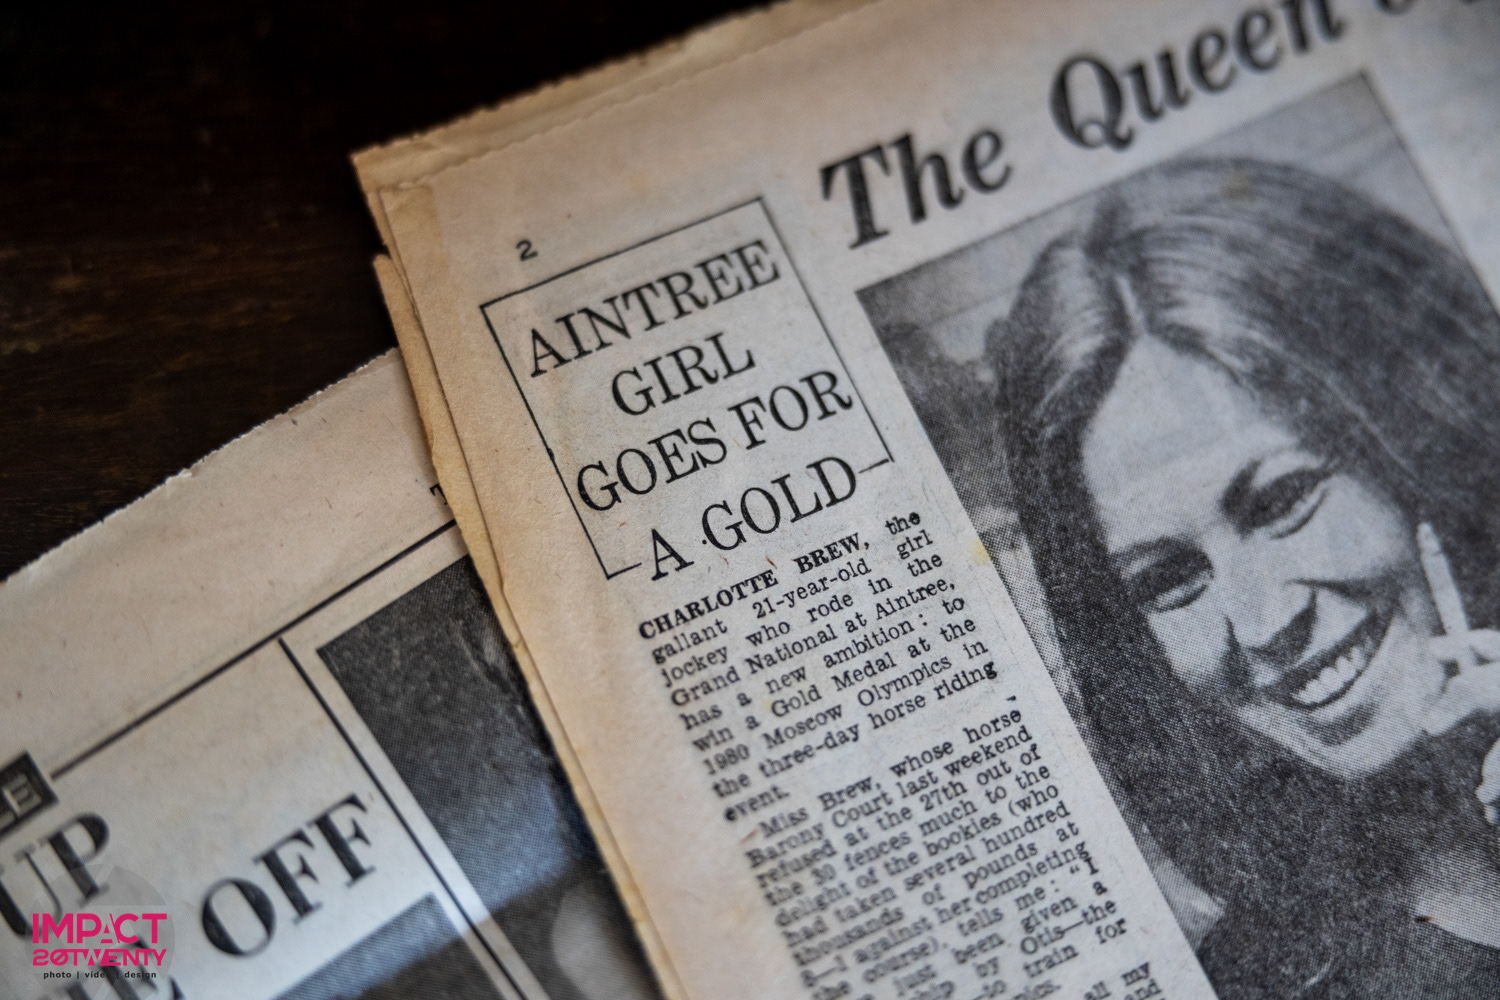 The Queen
2
AINTREE
GIRL
GOES FOR
A GOLD
CHARLOTTE BREW, the
gallant 21-year-old girl
jockey who rode in the
Grand National at Aintree,
has a new ambition: to
win a Gold Medal at the
1980 Moscow Olympics in
the three-day horse riding
event.
Miss Brew, whose horse
Barony Court last weekend
refused at the 27th out of
the 30 fences much to the
delight of the bookies (who
had taken several hundred
thousands of pounds at
against her completing
the course), tells me: "I
just been given a
by Otis—the
to train for
all my
and
UP
OFF
IMPACT
20TWENTY
photo | video | design